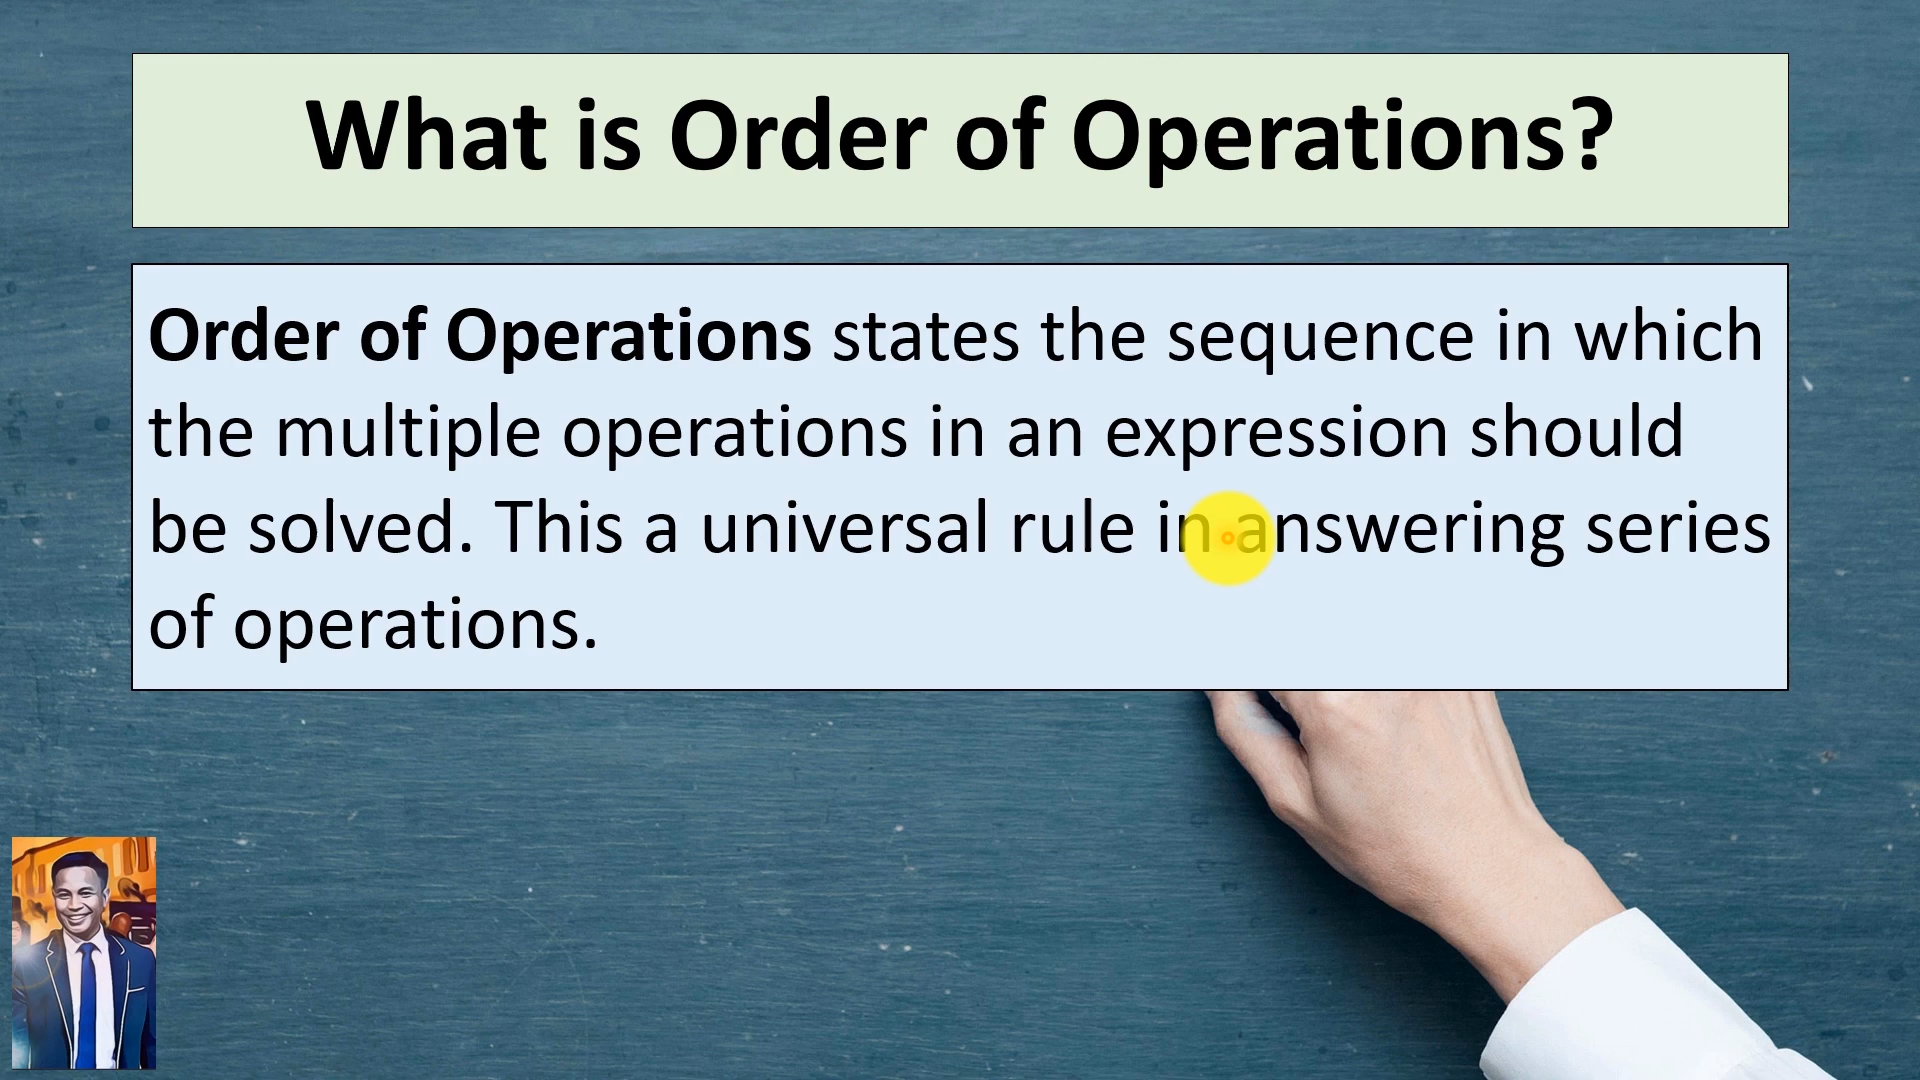 What is Order of Operations?
Order of Operations states the sequence in which
the multiple operations in an expression should
be solved. This a universal rule in answering series
of operations.